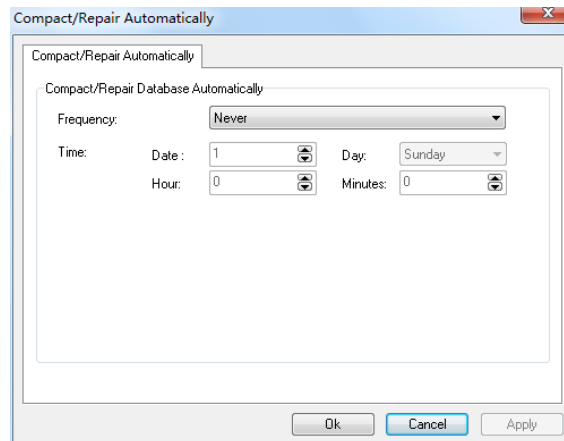 Compact/Repair Automatically
Compact/Repair Automatically
Compact/Repair Database Automatically
Frequency: Never
Time: Date : 1 Day: Sunday
Hour: 0 Minutes: 0
Ok Cancel Apply